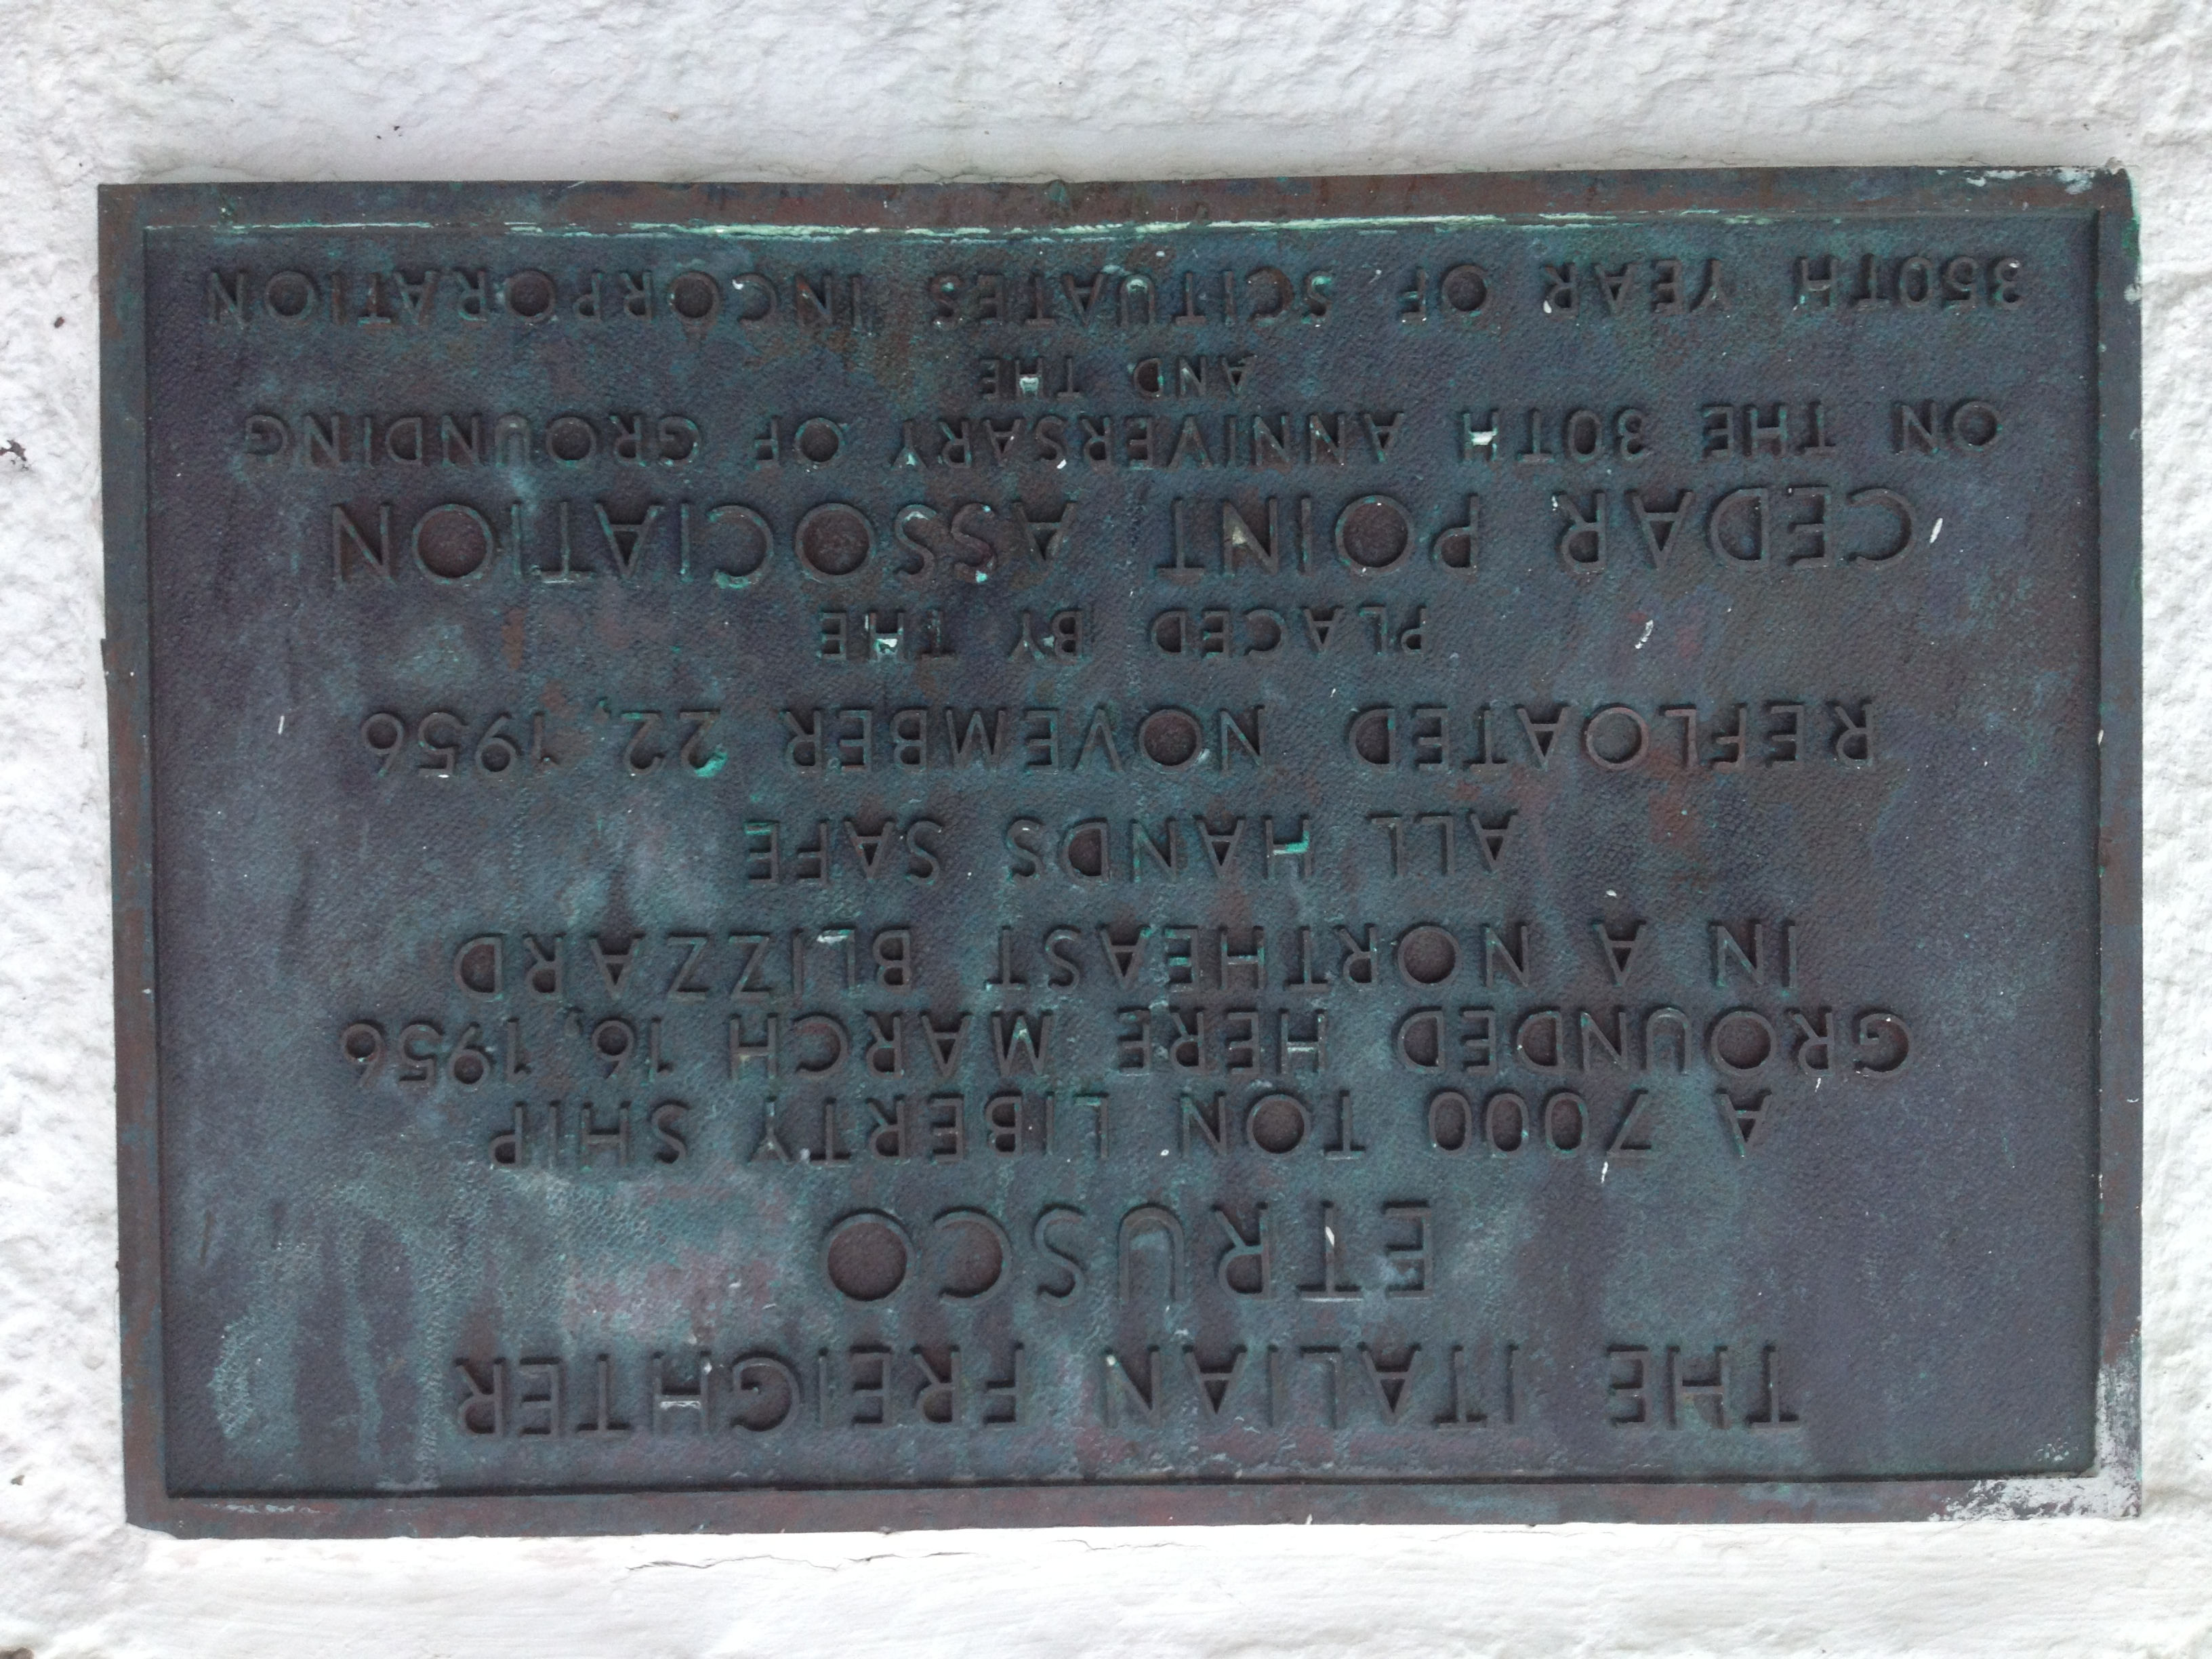 THE ITALIAN FREIGHTER
ETRUSCO
A 7000 TON LIBERTY SHIP
GROUNDED HERE MARCH 16, 1956
IN A NORTHEAST BLIZZARD
ALL HANDS SAFE
REFLOATED NOVEMBER 22, 1956
PLACED BY THE
CEDAR POINT ASSOCIATION
ON THE 30TH ANNIVERSARY OF GROUNDING
AND THE
350TH YEAR OF SCITUATES INCORPORATION